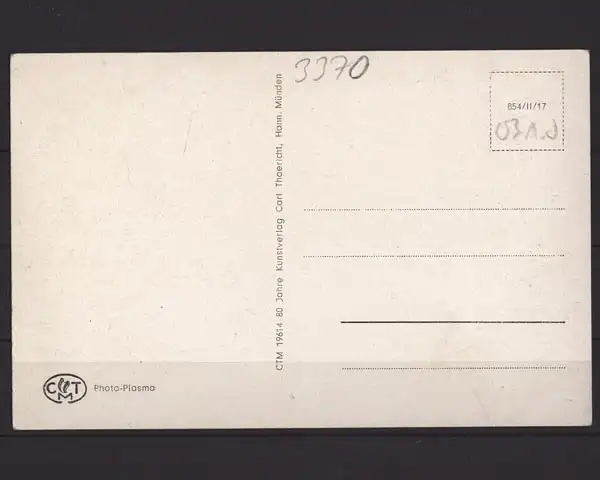 3370
854/II/17
CTM 19614 80 Jahre Kunstverlag Carl Thoericht, Hann. Münden
CTM Photo-Plasma